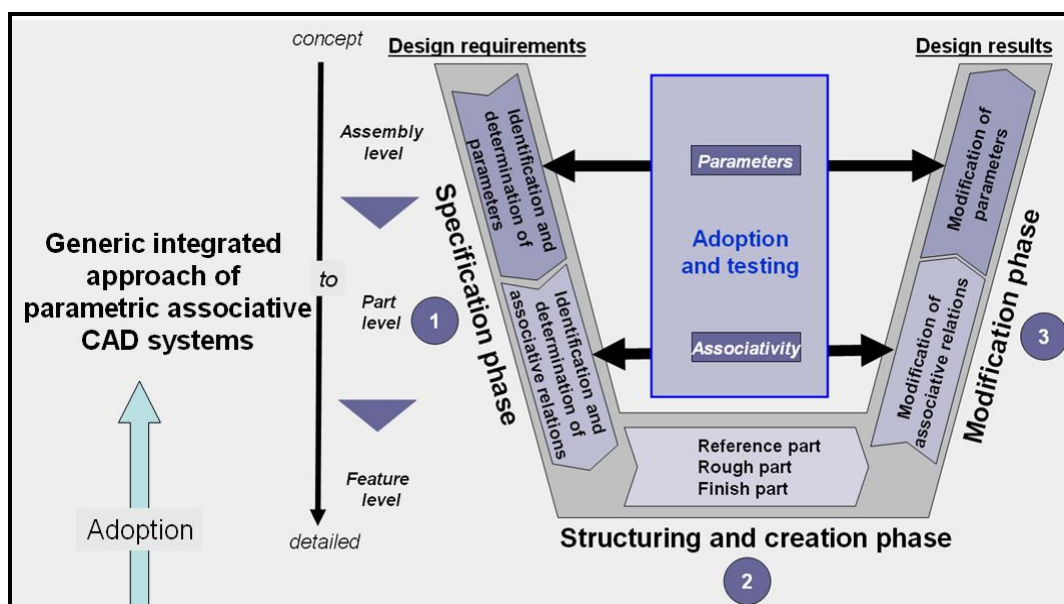 concept
Design requirements
Design results
Assembly
level
Identification and
determination of
parameters
Parameters
Modification of
parameters
Generic integrated
approach of
parametric associative
CAD systems
to
Part
level
1
Specification phase
Adoption
and testing
Identification and
determination of
associative relations
Associativity
Modification of
associative relations
Modification phase
3
Feature
level
Reference part
Rough part
Finish part
Adoption
detailed
Structuring and creation phase
2